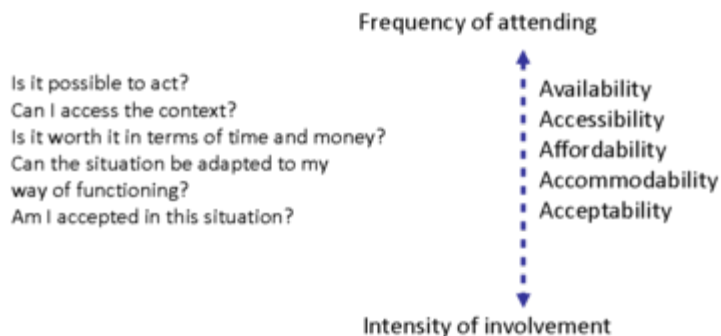 Frequency of attending
Is it possible to act?
Can I access the context?
Is it worth it in terms of time and money?
Can the situation be adapted to my
way of functioning?
Am I accepted in this situation?
Availability
Accessibility
Affordability
Accommodability
Acceptability
Intensity of involvement